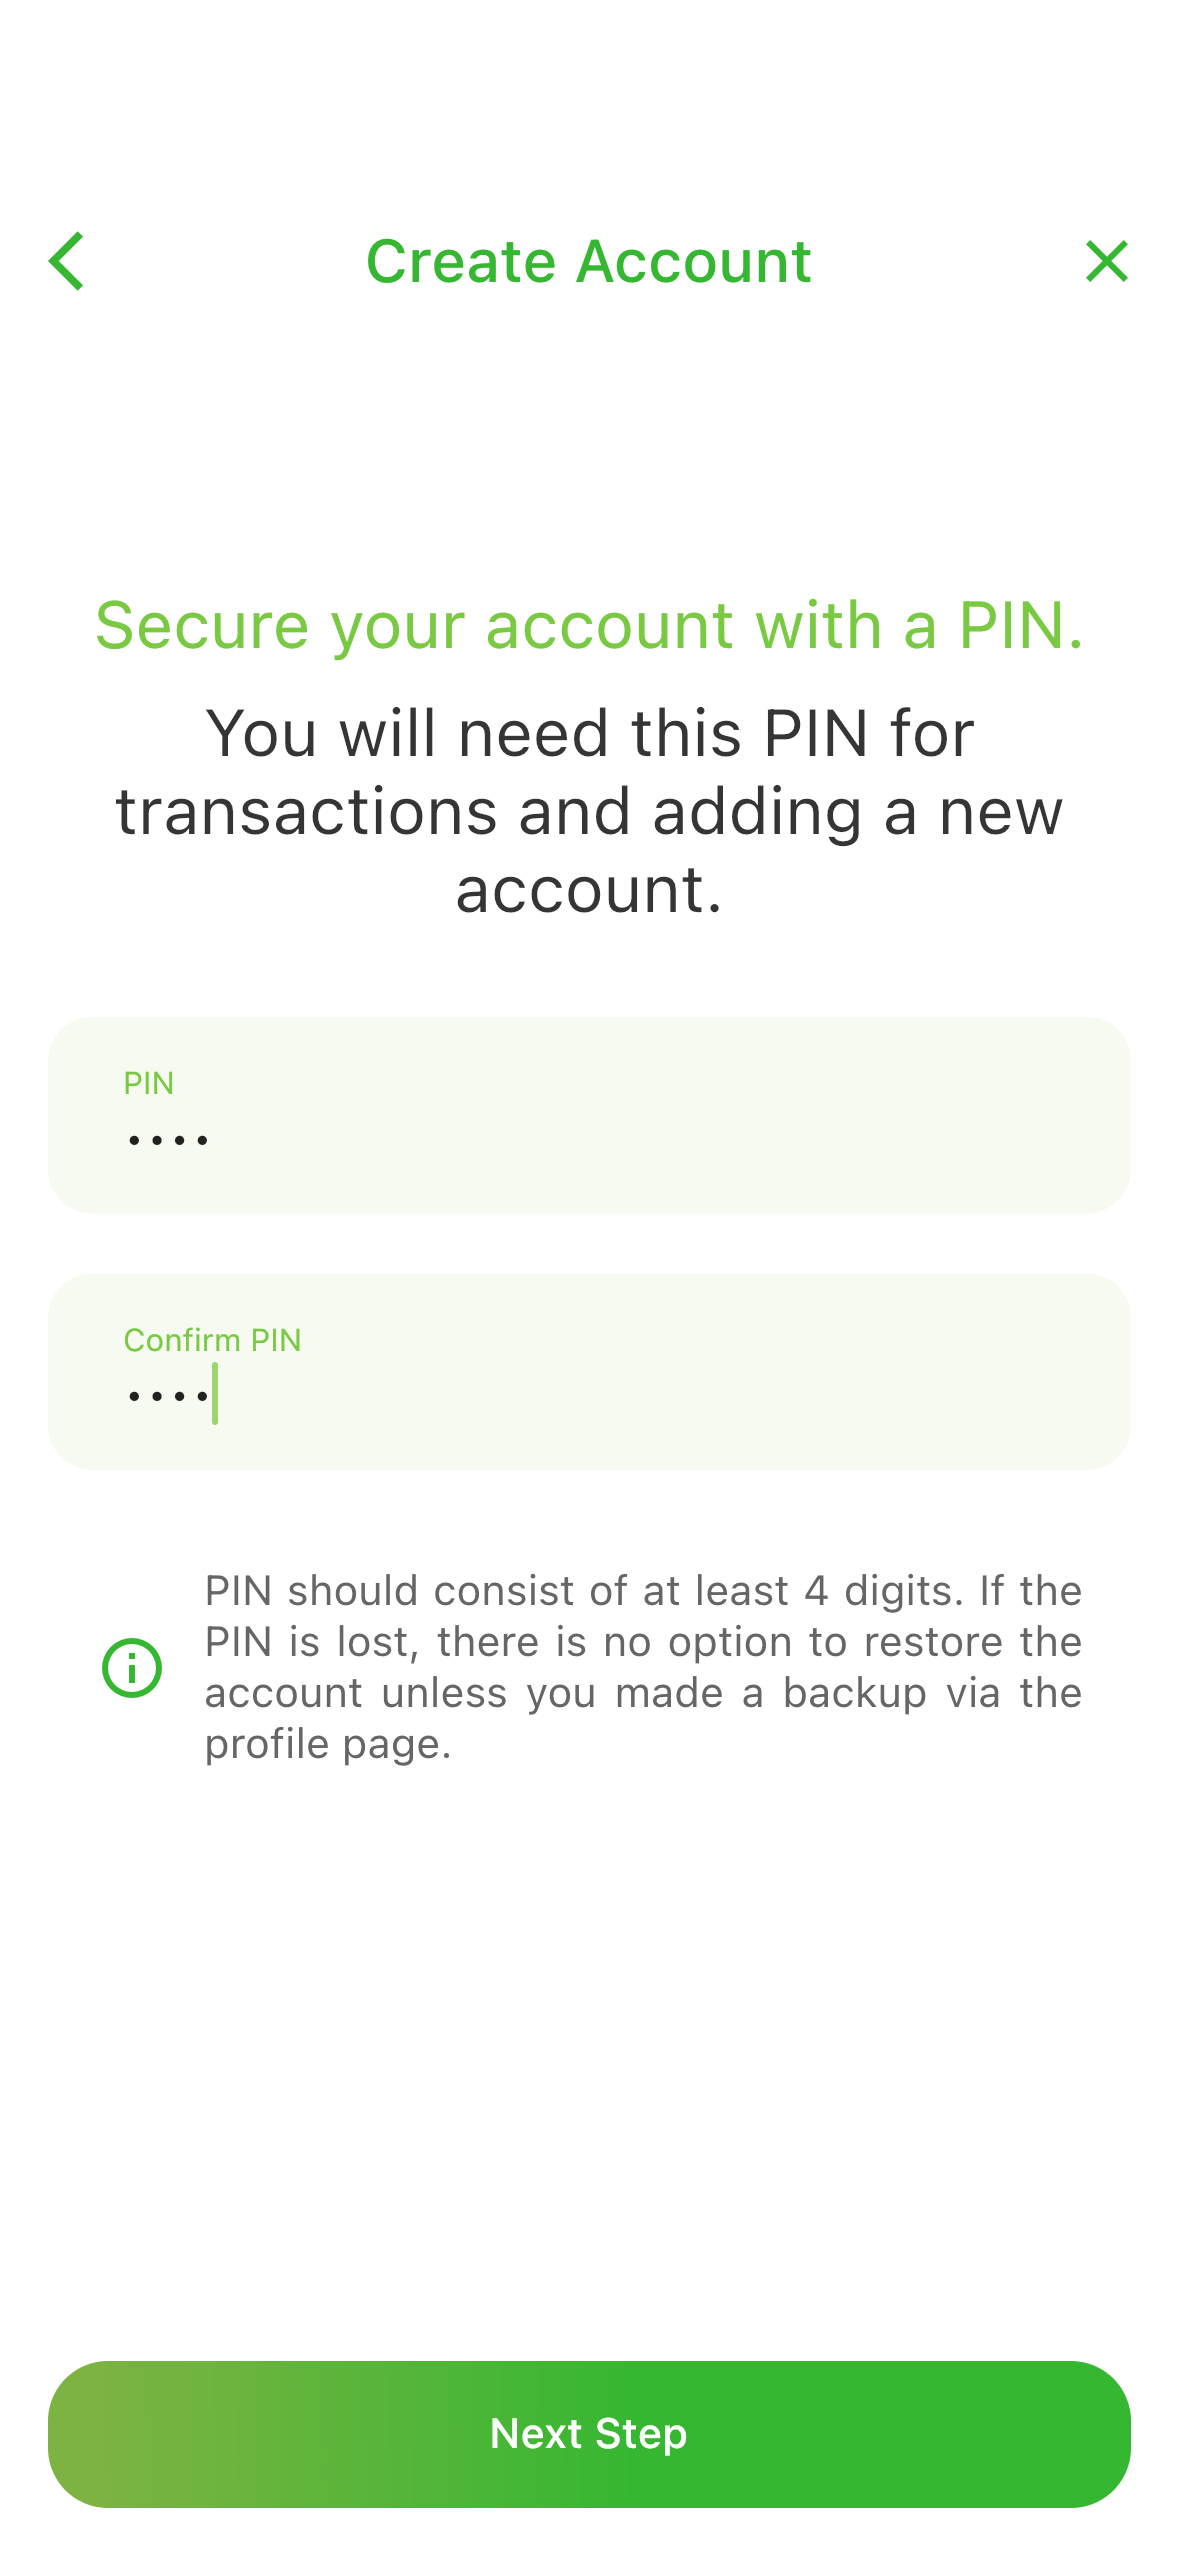 Create Account
Secure your account with a PIN.
You will need this PIN for
transactions and adding a new
account.
PIN
••••
Confirm PIN
••••
PIN should consist of at least 4 digits. If the
PIN is lost, there is no option to restore the
account unless you made a backup via the
profile page.
Next Step